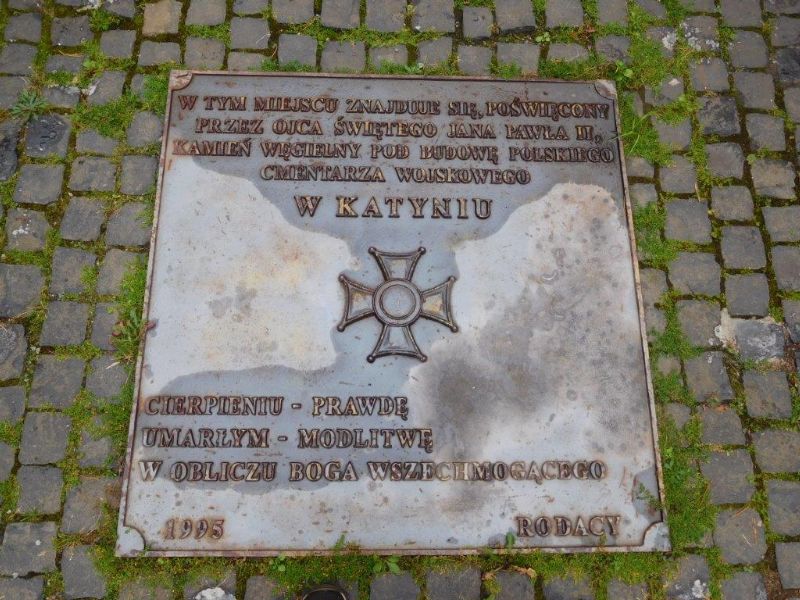 W TYM MIEJSCU ZNAJDUJE SIĘ, POŚWIĘCONY
PRZEZ OJCA ŚWIĘTEGO JANA PAWŁA II,
KAMIEŃ WĘGIELNY POD BUDOWĘ POLSKIEGO
CMENTARZA WOJSKOWEGO
W KATYNIU
CIERPIENIU - PRAWDĘ
UMARŁYM - MODLITWĘ
W OBLICZU BOGA WSZECHMOGĄCEGO
1995 RODACY